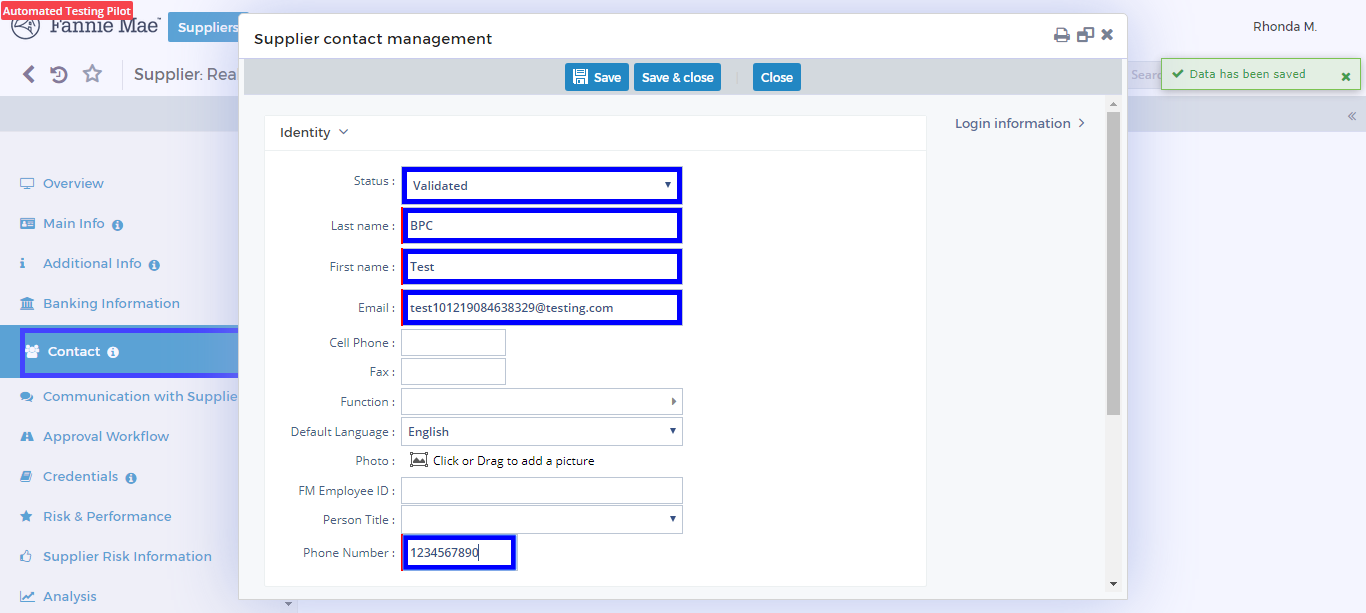 Automated Testing Pilot
Fannie Mae
Suppliers
Rhonda M.
Supplier: Rea
Supplier contact management
Save
Save & close
Close
Data has been saved
Identity
Login information
Status :
Validated
Last name :
BPC
First name :
Test
Email :
test101219084638329@testing.com
Cell Phone :
Fax :
Function :
Default Language :
English
Photo :
Click or Drag to add a picture
FM Employee ID :
Person Title :
Phone Number :
1234567890
Overview
Main Info
Additional Info
Banking Information
Contact
Communication with Supplie
Approval Workflow
Credentials
Risk & Performance
Supplier Risk Information
Analysis